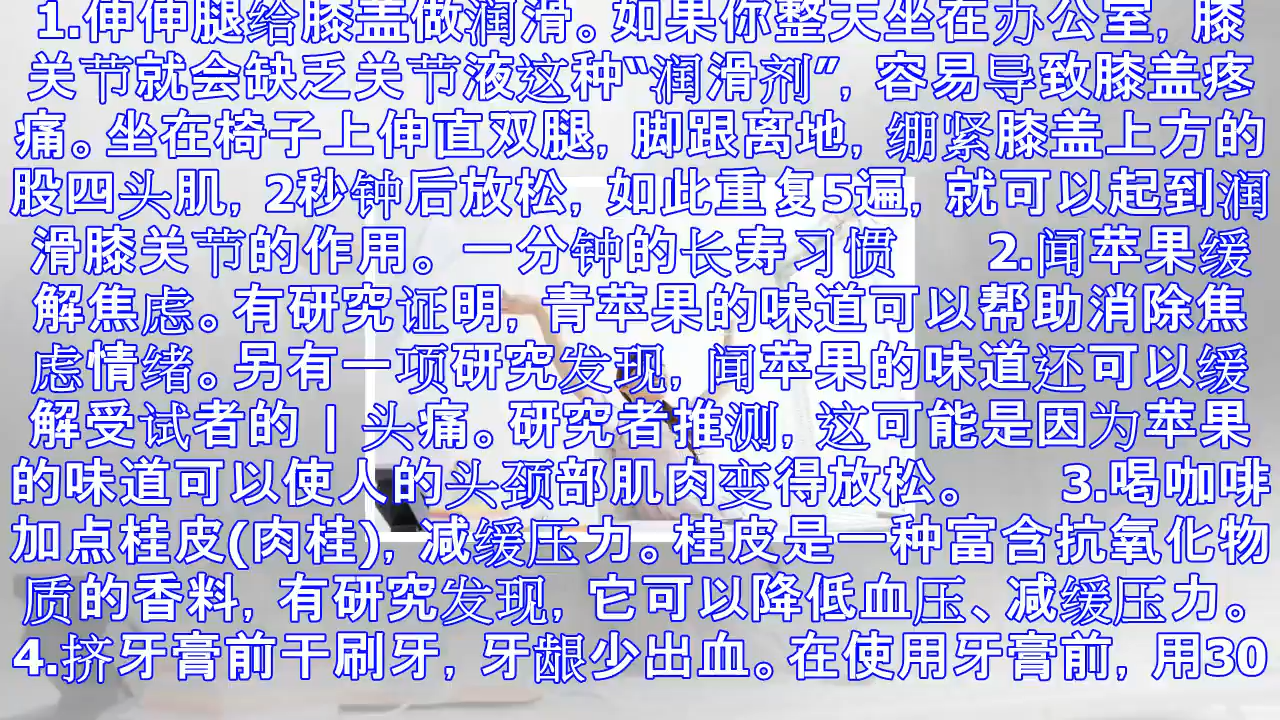 1.伸伸腿给膝盖做润滑。如果你整天坐在办公室, 膝
关节就会缺乏关节液这种“润滑剂”, 容易导致膝盖疼
痛。坐在椅子上伸直双腿, 脚跟离地, 绷紧膝盖上方的
股四头肌, 2秒钟后放松, 如此重复5遍, 就可以起到润
滑膝关节的作用。一分钟的长寿习惯 2.闻苹果缓
解焦虑。有研究证明, 青苹果的味道可以帮助消除焦
虑情绪。另有一项研究发现, 闻苹果的味道还可以缓
解受试者的 | 头痛。研究者推测, 这可能是因为苹果
的味道可以使人的头颈部肌肉变得放松。 3.喝咖啡
加点桂皮(肉桂), 减缓压力。桂皮是一种富含抗氧化物
质的香料, 有研究发现, 它可以降低血压、减缓压力。
4.挤牙膏前干刷牙, 牙龈少出血。在使用牙膏前, 用30